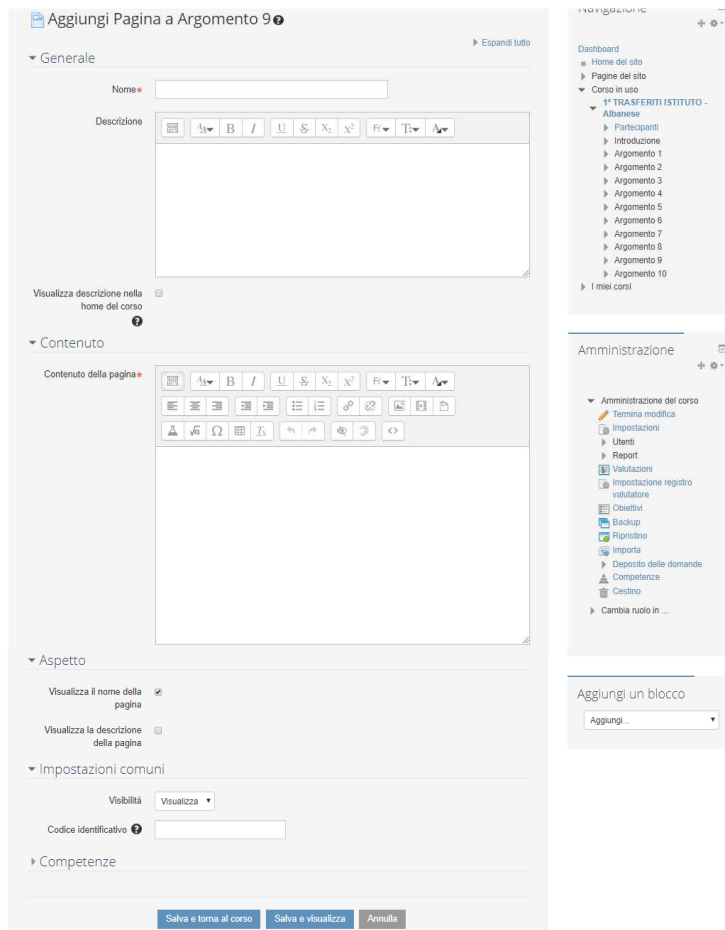 Aggiungi Pagina a Argomento 9
Espandi tutto
Generale
Nome*
Descrizione
Visualizza descrizione nella
home del corso
Contenuto
Contenuto della pagina*
Aspetto
Visualizza il nome della
pagina
Visualizza la descrizione
della pagina
Impostazioni comuni
Visibilità
Visualizza
Codice identificativo
Competenze
Salva e torna al corso
Salva e visualizza
Annulla
Navigazione
Dashboard
Home del sito
Pagine del sito
Corso in uso
1° TRASFERITI ISTITUTO -
Albanese
Partecipanti
Introduzione
Argomento 1
Argomento 2
Argomento 3
Argomento 4
Argomento 5
Argomento 6
Argomento 7
Argomento 8
Argomento 9
Argomento 10
I miei corsi
Amministrazione
Amministrazione del corso
Termina modifica
Impostazioni
Utenti
Report
Valutazioni
Impostazione registro
valutatore
Obiettivi
Backup
Ripristino
Importa
Deposito delle domande
Competenze
Cestino
Cambia ruolo in ...
Aggiungi un blocco
Aggiungi...